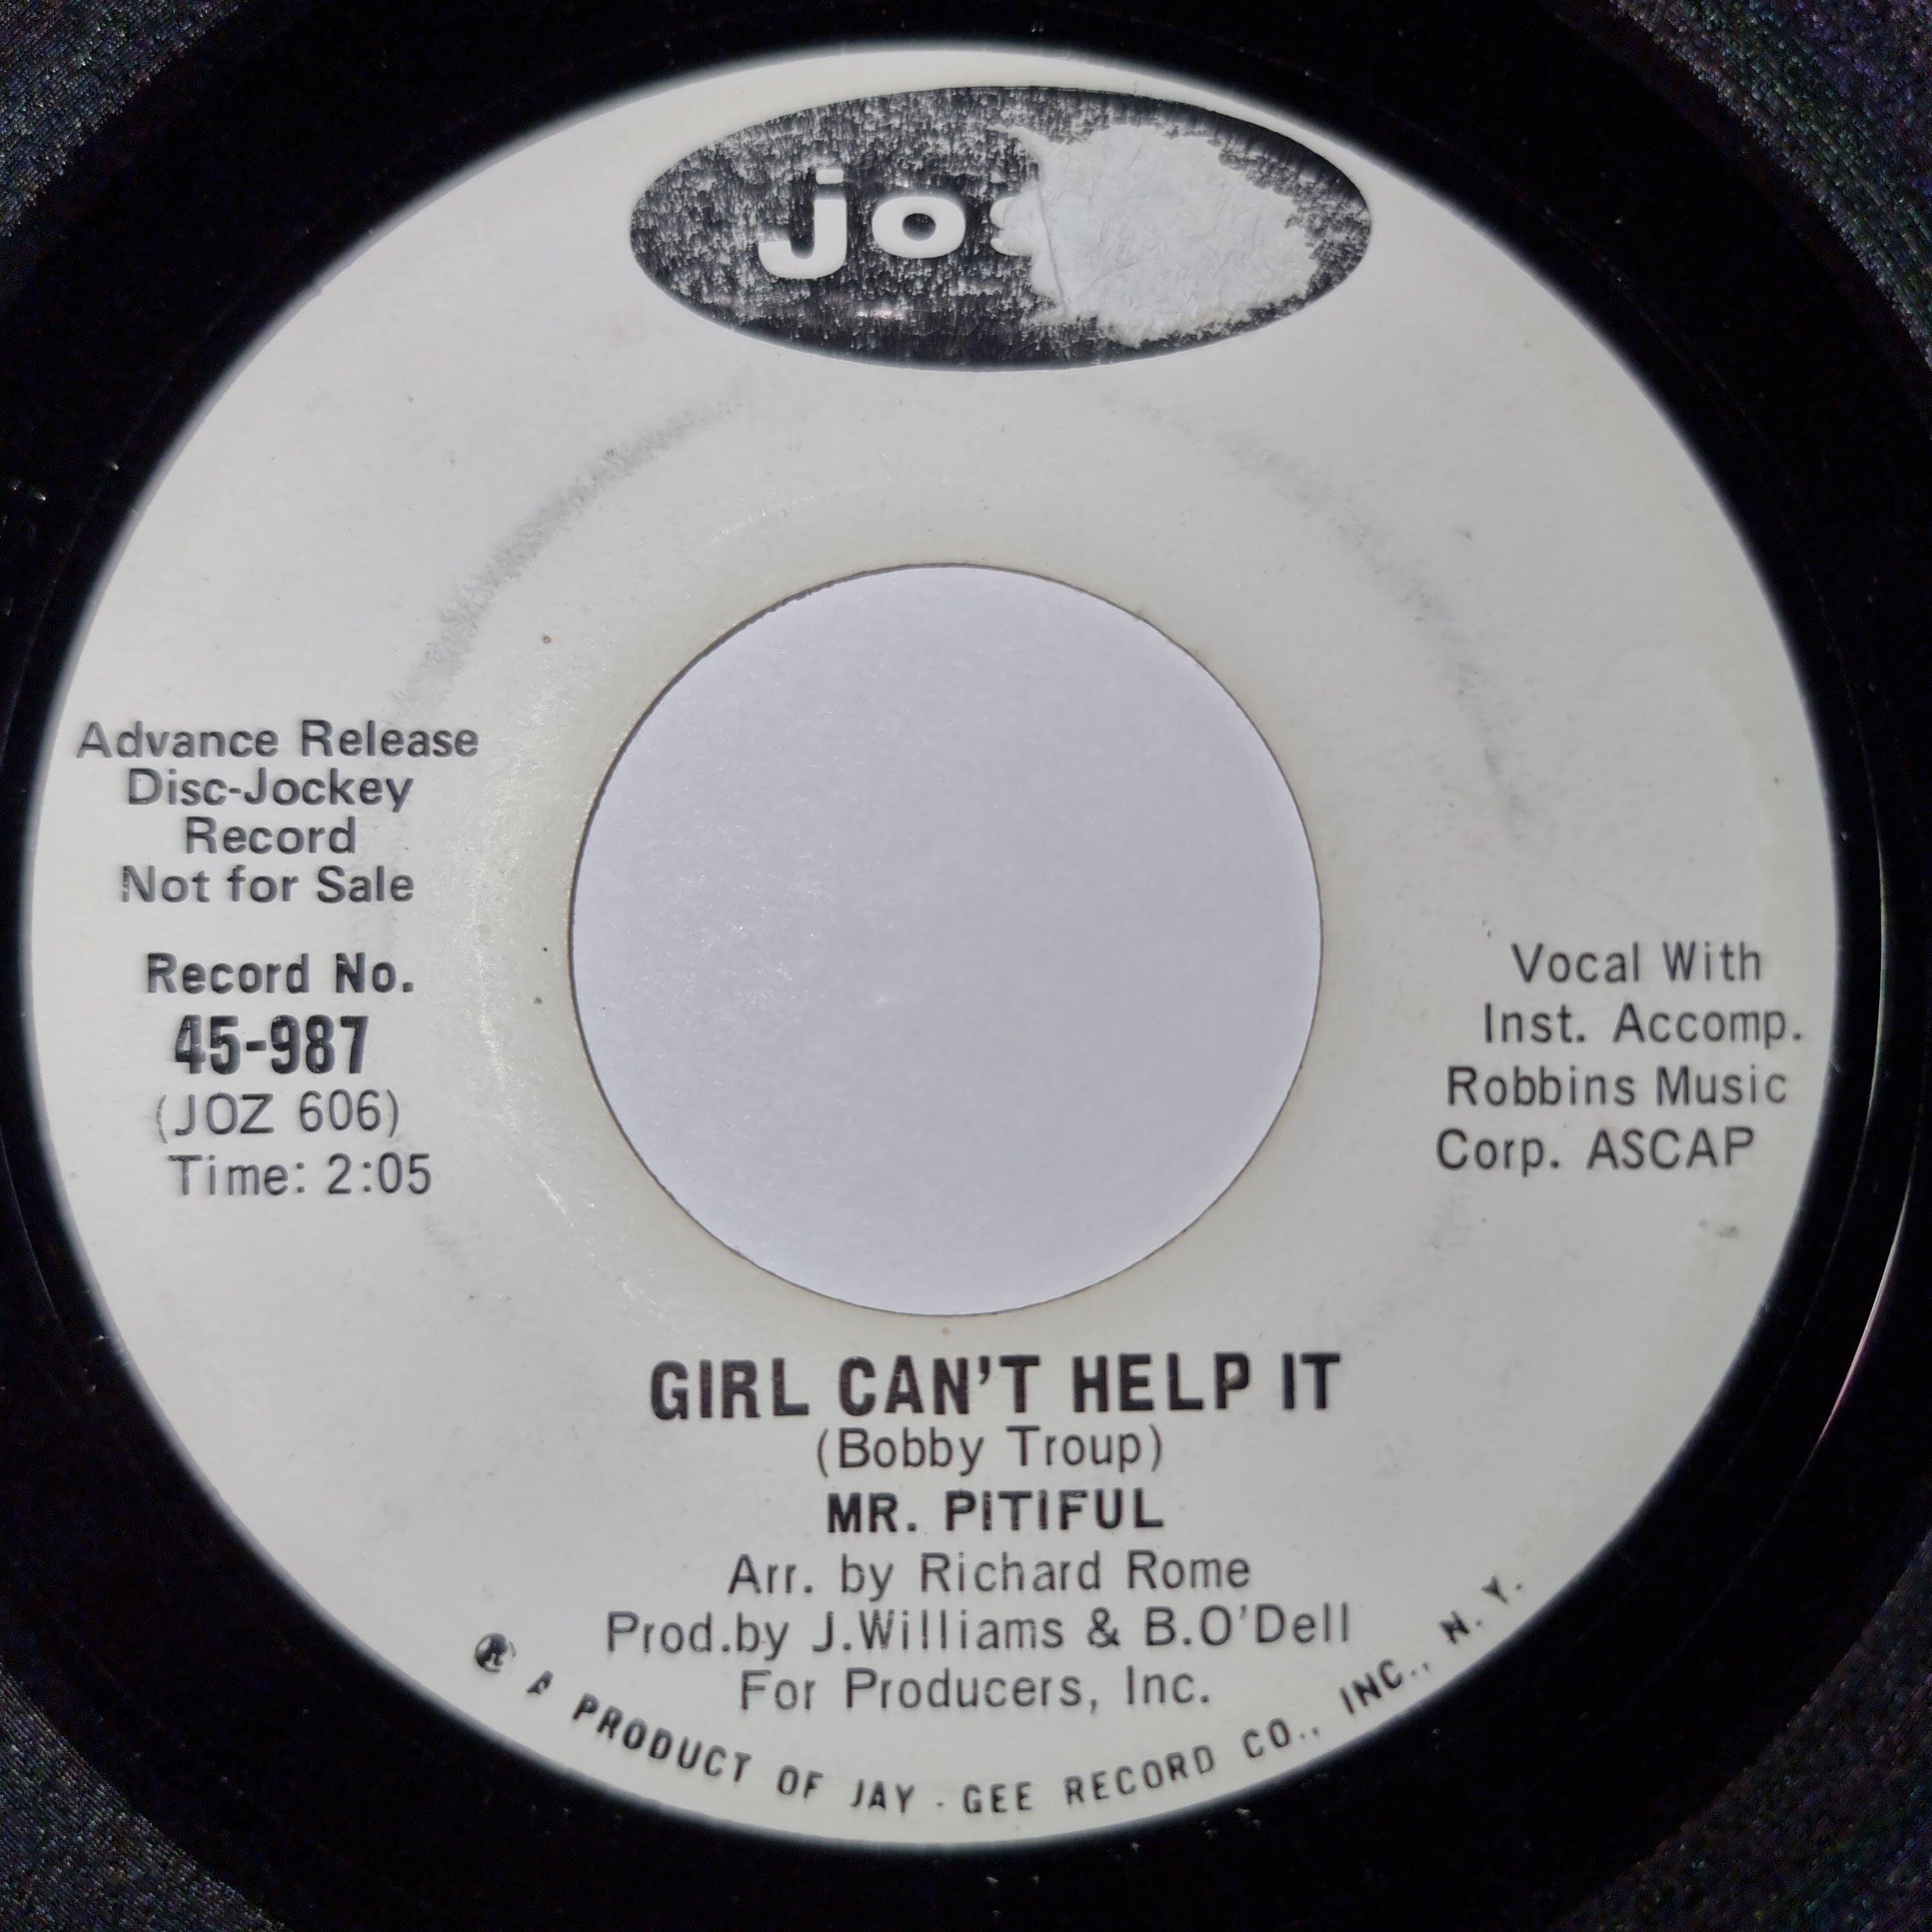 jos
Advance Release
Disc-Jockey
Record
Not for Sale
Record No.
45-987
(JOZ 606)
Time: 2:05
Vocal With
Inst. Accomp.
Robbins Music
Corp. ASCAP
GIRL CAN'T HELP IT
(Bobby Troup)
MR. PITIFUL
Arr. by Richard Rome
Prod.by J.Williams & B.O'Dell
For Producers, Inc.
® A PRODUCT OF JAY-GEE RECORD CO., INC., N.Y.